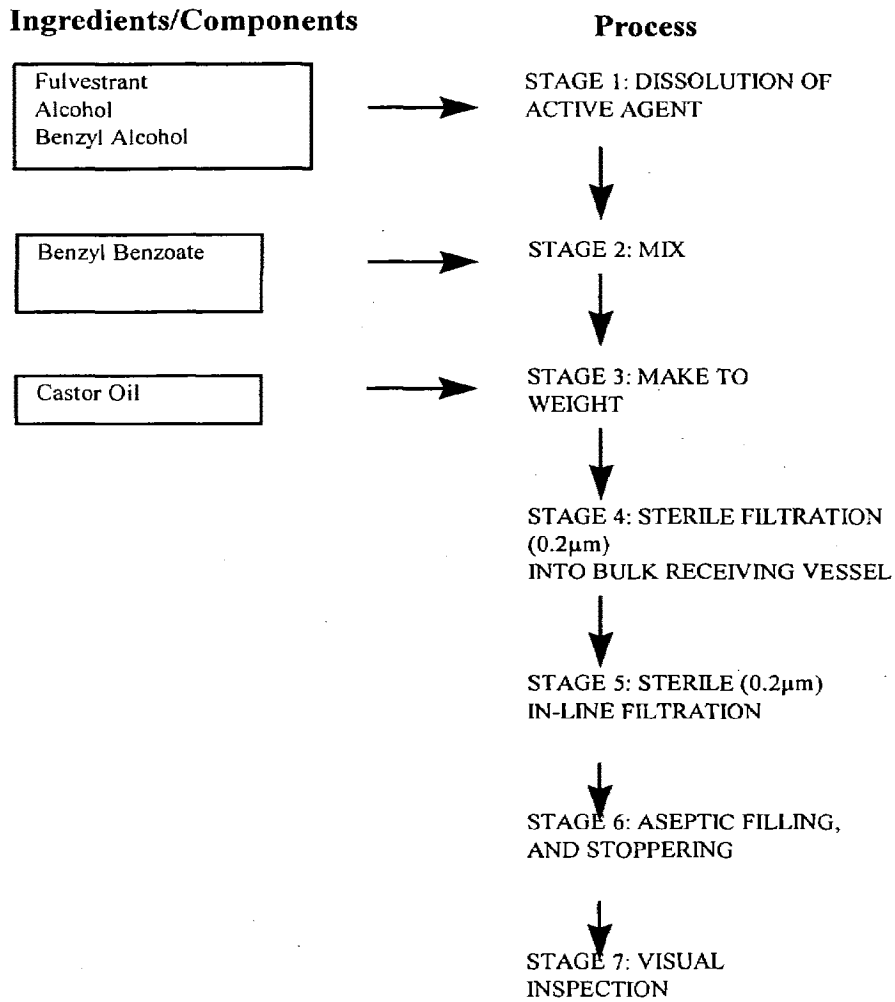 Ingredients/Components
Process
Fulvestrant
Alcohol
Benzyl Alcohol
STAGE 1: DISSOLUTION OF
ACTIVE AGENT
Benzyl Benzoate
STAGE 2: MIX
Castor Oil
STAGE 3: MAKE TO
WEIGHT
STAGE 4: STERILE FILTRATION
(0.2µm)
INTO BULK RECEIVING VESSEL
STAGE 5: STERILE (0.2µm)
IN-LINE FILTRATION
STAGE 6: ASEPTIC FILLING,
AND STOPPERING
STAGE 7: VISUAL
INSPECTION